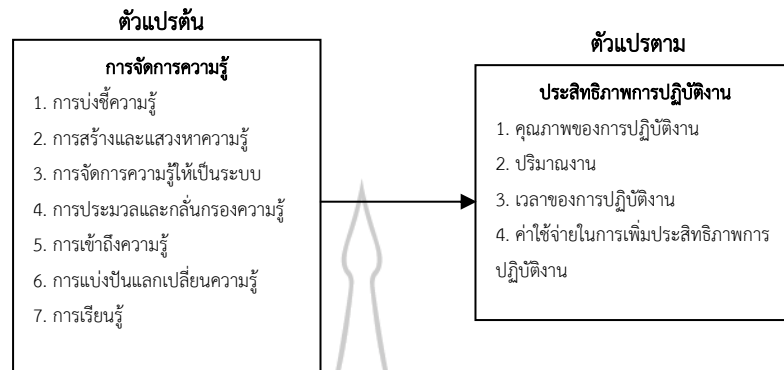 ตัวแปรต้น
การจัดการความรู้
1. การบ่งชี้ความรู้
2. การสร้างและแสวงหาความรู้
3. การจัดการความรู้ให้เป็นระบบ
4. การประมวลและกลั่นกรองความรู้
5. การเข้าถึงความรู้
6. การแบ่งปันแลกเปลี่ยนความรู้
7. การเรียนรู้
ตัวแปรตาม
ประสิทธิภาพการปฏิบัติงาน
1. คุณภาพของการปฏิบัติงาน
2. ปริมาณงาน
3. เวลาของการปฏิบัติงาน
4. ค่าใช้จ่ายในการเพิ่มประสิทธิภาพการ
ปฏิบัติงาน